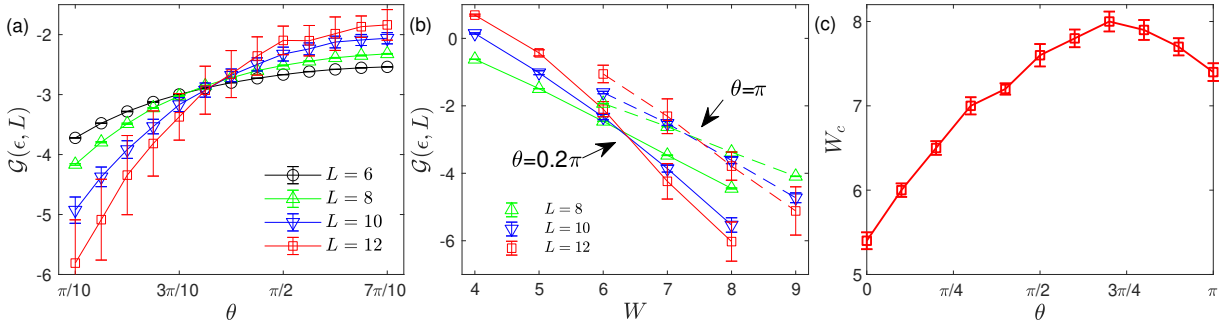 (a)
𝒢(ϵ, L)
-2
-3
-4
-5
-6
π/10
3π/10
π/2
7π/10
θ
L = 6
L = 8
L = 10
L = 12
(b)
𝒢(ϵ, L)
0
-2
-4
-6
4
5
6
7
8
9
W
θ=π
θ=0.2π
L = 8
L = 10
L = 12
(c)
W_c
8
7
6
5
0
π/4
π/2
3π/4
π
θ